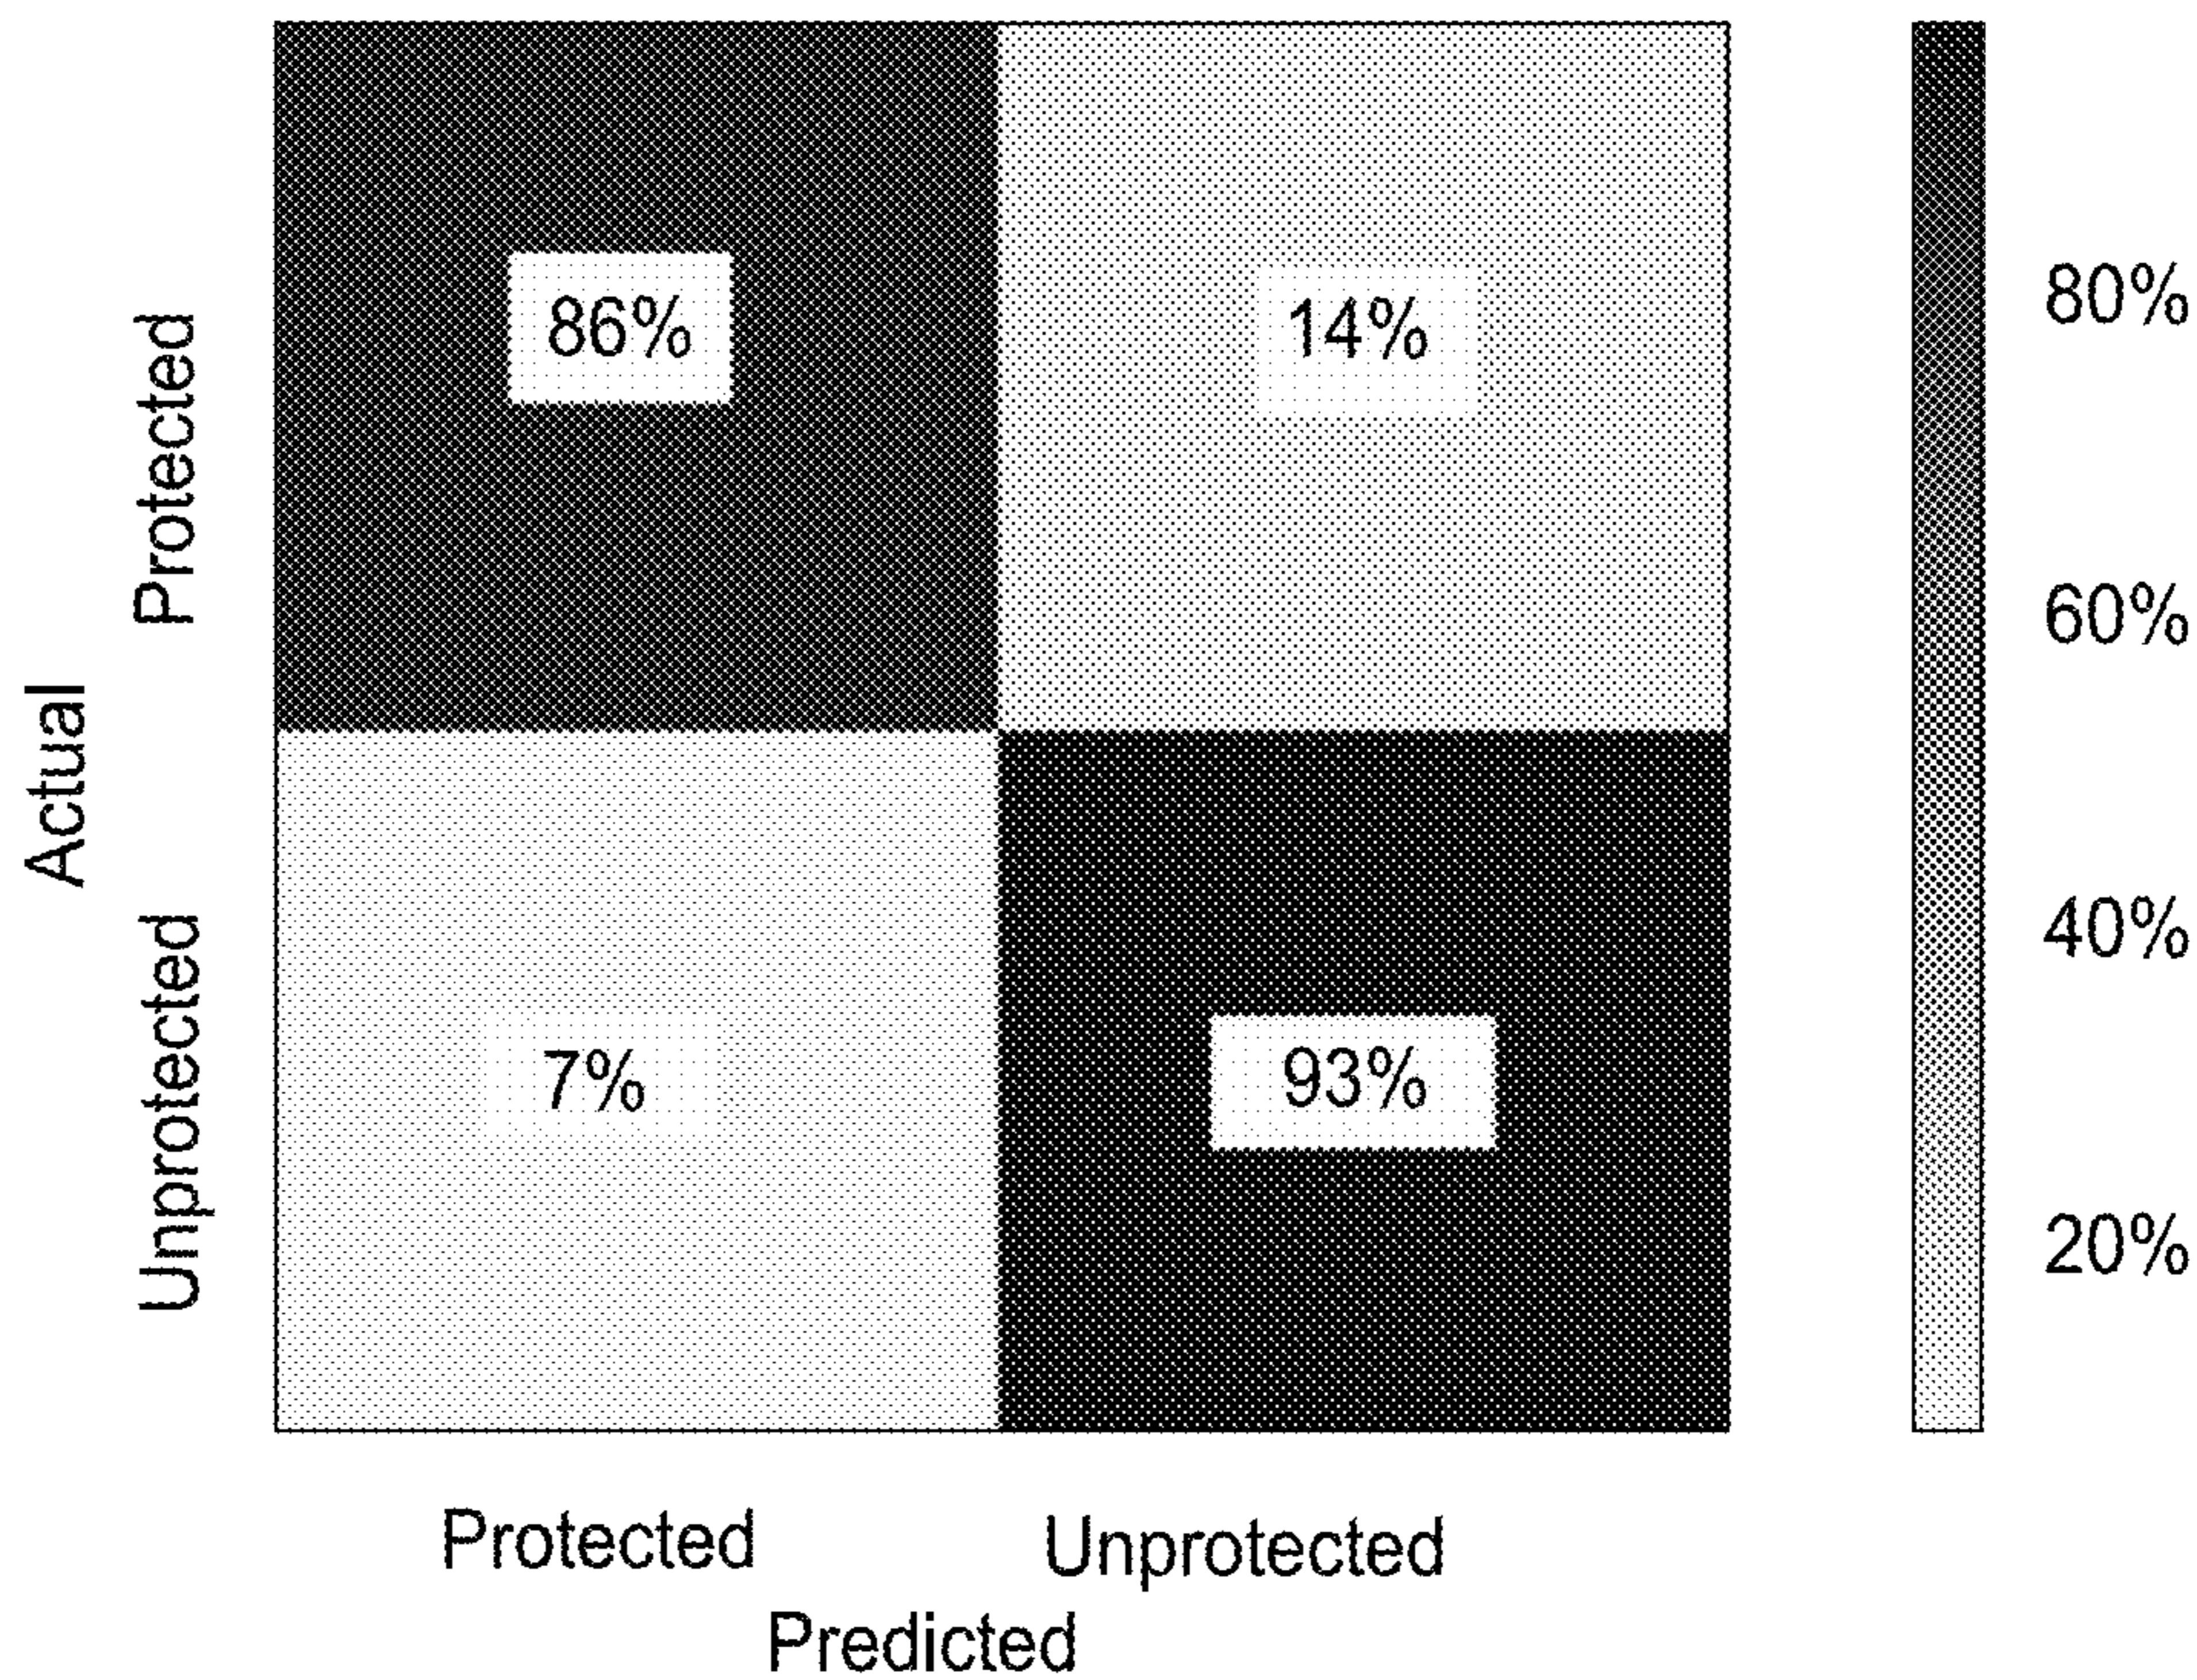 Actual
Protected
Unprotected
86%
14%
7%
93%
Protected
Unprotected
Predicted
80%
60%
40%
20%